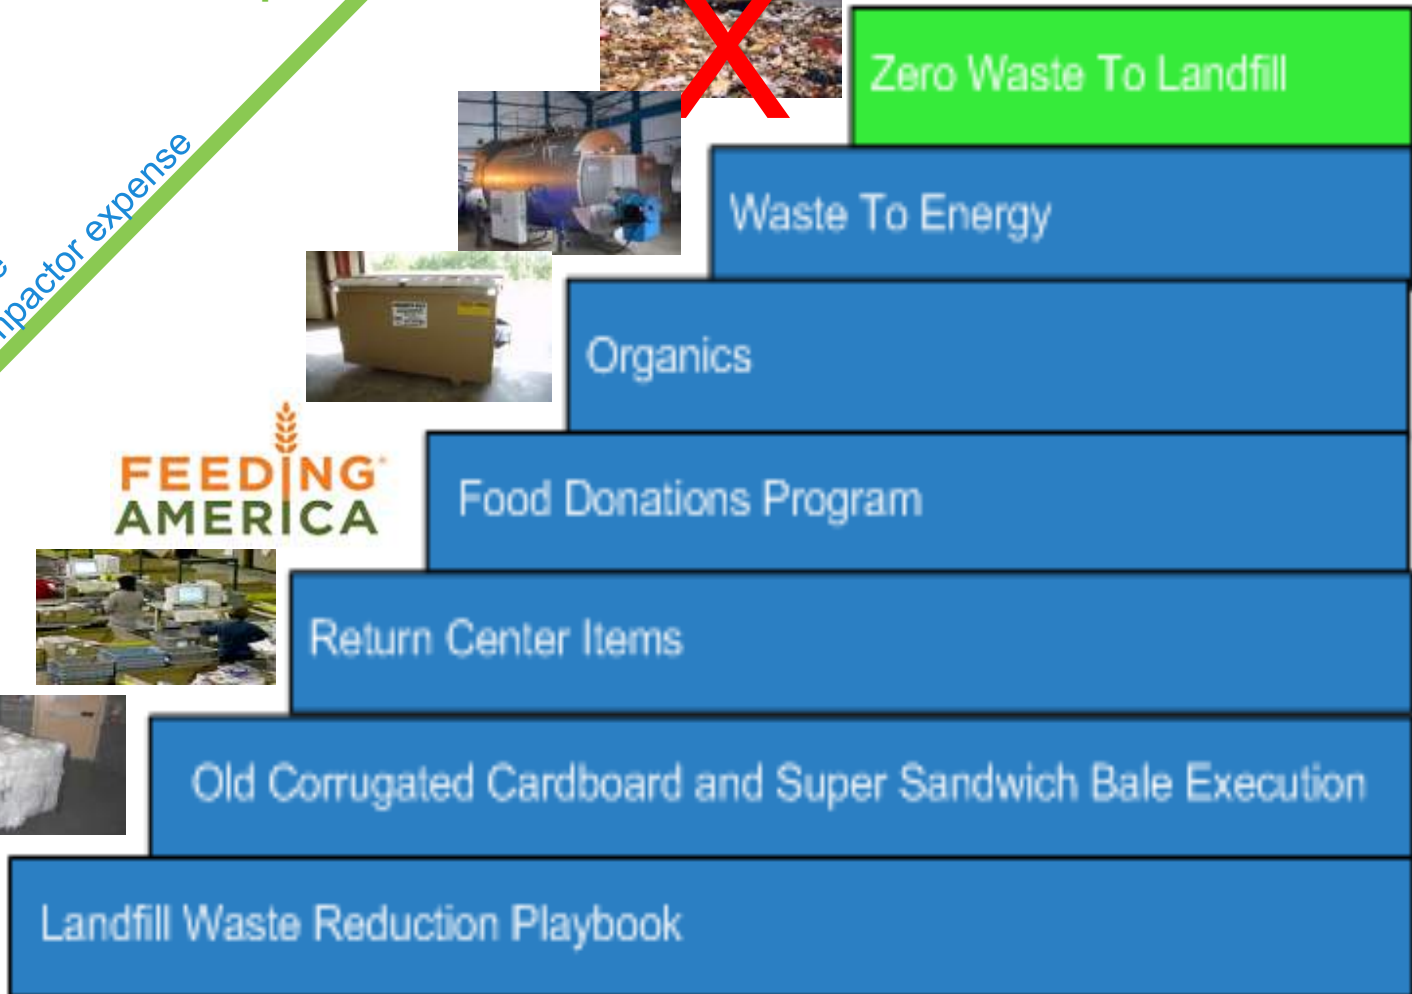 Zero Waste To Landfill
Waste To Energy
expense
Organics
FEEDING
AMERICA
Food Donations Program
Return Center Items
Old Corrugated Cardboard and Super Sandwich Bale Execution
Landfill Waste Reduction Playbook